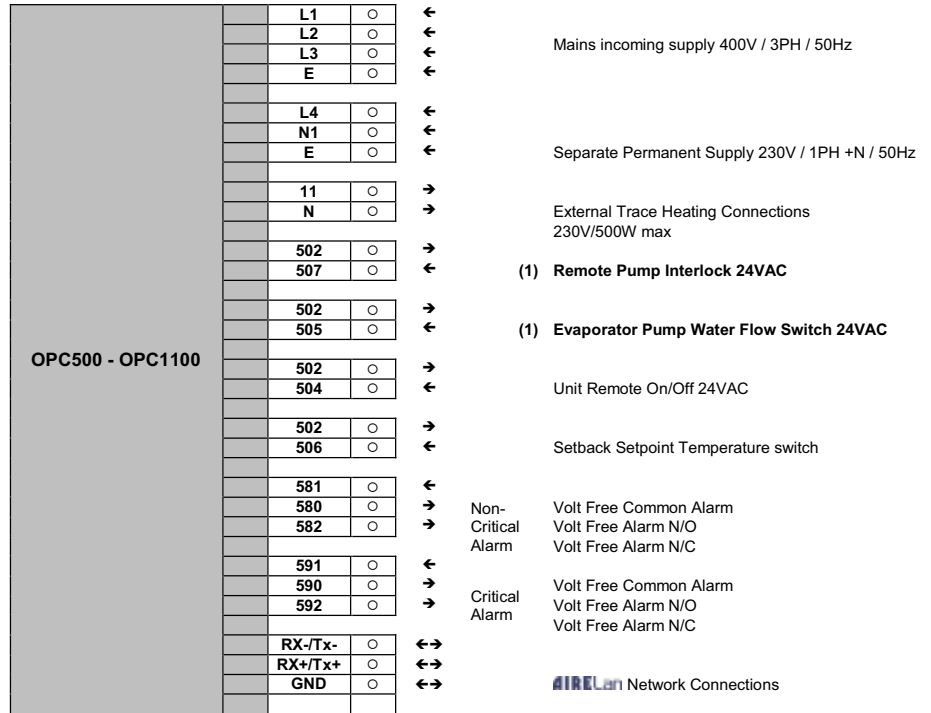 L1
L2
L3
E
Mains incoming supply 400V / 3PH / 50Hz
L4
N1
E
Separate Permanent Supply 230V / 1PH +N / 50Hz
11
N
External Trace Heating Connections
230V/500W max
502
507
(1) Remote Pump Interlock 24VAC
502
505
(1) Evaporator Pump Water Flow Switch 24VAC
OPC500 - OPC1100
502
504
Unit Remote On/Off 24VAC
502
506
Setback Setpoint Temperature switch
581
580
582
Non-
Critical
Alarm
Volt Free Common Alarm
Volt Free Alarm N/O
Volt Free Alarm N/C
591
590
592
Critical
Alarm
Volt Free Common Alarm
Volt Free Alarm N/O
Volt Free Alarm N/C
RX-/Tx-
RX+/Tx+
GND
AIRELan Network Connections